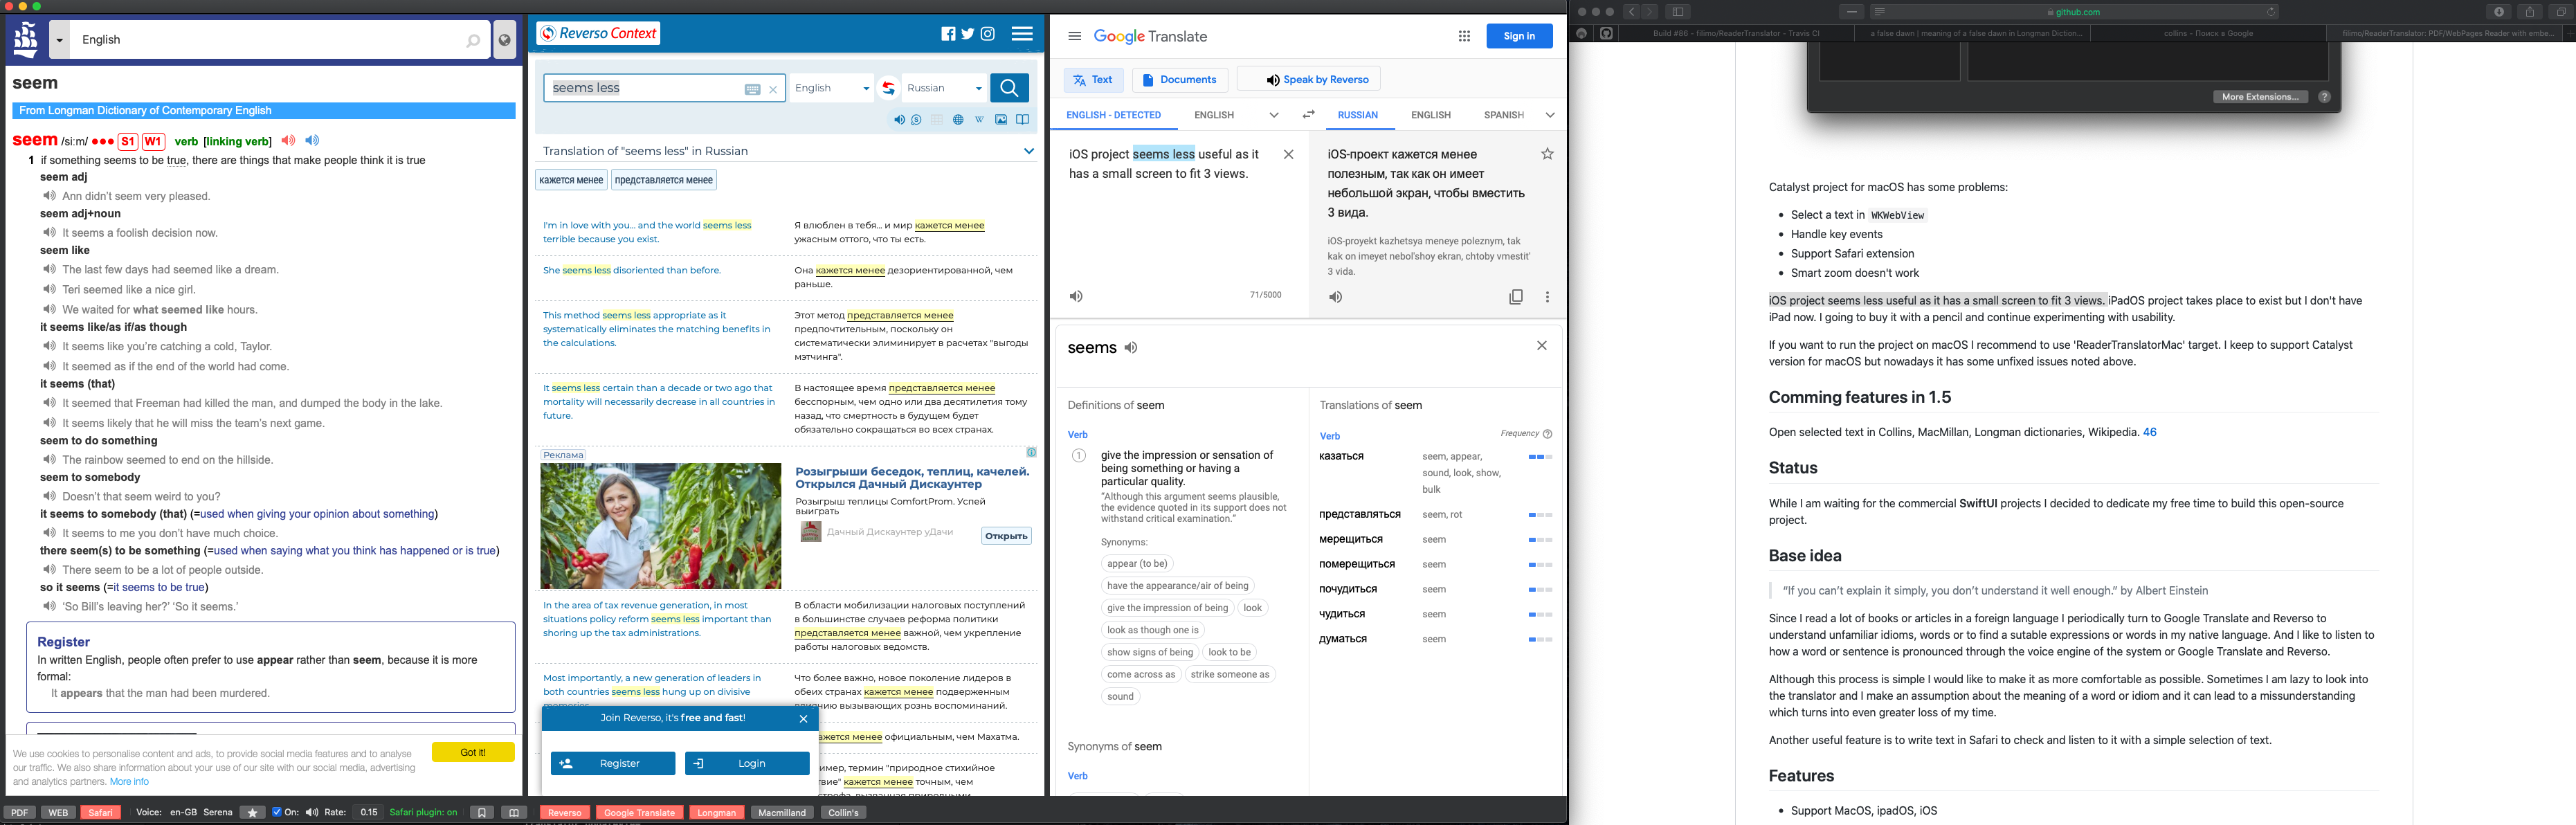 English
seem
From Longman Dictionary of Contemporary English
seem /siːm/ ●●● S1 W1 verb [linking verb]
1 if something seems to be true, there are things that make people think it is true
seem adj
Ann didn't seem very pleased.
seem adj+noun
It seems a foolish decision now.
seem like
The last few days had seemed like a dream.
Teri seemed like a nice girl.
We waited for what seemed like hours.
it seems like/as if/as though
It seems like you're catching a cold, Taylor.
It seemed as if the end of the world had come.
it seems (that)
It seemed that Freeman had killed the man, and dumped the body in the lake.
It seems likely that he will miss the team's next game.
seem to do something
The rainbow seemed to end on the hillside.
seem to somebody
Doesn't that seem weird to you?
it seems to somebody (that) (=used when giving your opinion about something)
It seems to me you don't have much choice.
there seem(s) to be something (=used when saying what you think has happened or is true)
There seem to be a lot of people outside.
so it seems (=it seems to be true)
'So Bill's leaving her?' 'So it seems.'
Register
In written English, people often prefer to use appear rather than seem, because it is more
formal:
It appears that the man had been murdered.
We use cookies to personalise content and ads, to provide social media features and to analyse
our traffic. We also share information about your use of our site with our social media, advertising
and analytics partners. More info
Got it!
Reverso Context
seems less
English
Russian
Translation of "seems less" in Russian
кажется менее представляется менее
I'm in love with you... and the world seems less
terrible because you exist.
Я влюблен в тебя... и мир кажется менее
ужасным оттого, что ты есть.
She seems less disoriented than before.
Она кажется менее дезориентированной, чем
раньше.
This method seems less appropriate as it
systematically eliminates the matching benefits in
the calculations.
Этот метод представляется менее
предпочтительным, поскольку он
систематически элиминирует в расчетах "выгоды
мэтчинга".
It seems less certain than a decade or two ago that
mortality will necessarily decrease in all countries in
future.
В настоящее время представляется менее
бесспорным, чем одно или два десятилетия тому
назад, что смертность в будущем будет
обязательно сокращаться во всех странах.
Реклама
Розыгрыши беседок, теплиц, качелей.
Открылся Дачный Дискаунтер
Розыгрыш теплицы ComfortProm. Успей
выиграть
Дачный Дискаунтер уДачи
Открыть
In the area of tax revenue generation, in most
situations policy reform seems less important than
shoring up the tax administrations.
В области мобилизации налоговых поступлений
в большинстве случаев реформа политики
представляется менее важной, чем укрепление
работы налоговых ведомств.
Most importantly, a new generation of leaders in
both countries seems less hung up on divisive
memories.
Что более важно, новое поколение лидеров в
обеих странах кажется менее подверженным
влиянию вызывающих рознь воспоминаний.
Join Reverso, it's free and fast!
Register
Login
кажется менее официальным, чем Махатма.
кажется менее точным, чем
Google Translate
Sign in
Text
Documents
Speak by Reverso
ENGLISH - DETECTED
ENGLISH
RUSSIAN
ENGLISH
SPANISH
iOS project seems less useful as it
has a small screen to fit 3 views.
71/5000
iOS-проект кажется менее
полезным, так как он имеет
небольшой экран, чтобы вместить
3 вида.
iOS-proyekt kazhetsya meneye poleznym, tak
kak on imeyet nebol'shoy ekran, chtoby vmestit'
3 vida.
seems
Definitions of seem
Verb
1 give the impression or sensation of
being something or having a
particular quality.
"Although this argument seems plausible,
the evidence quoted in its support does not
withstand critical examination."
Synonyms:
appear (to be)
have the appearance/air of being
give the impression of being look
look as though one is
show signs of being look to be
come across as strike someone as
sound
Synonyms of seem
Verb
Translations of seem
Verb
Frequency
казаться seem, appear,
sound, look, show,
bulk
представляться seem, rot
мерещиться seem
померещиться seem
почудиться seem
чудиться seem
думаться seem
PDF WEB Safari Voice: en-GB Serena ★ On: Rate: 0.15 Safari plugin: on Reverso Google Translate Longman Macmilland Collin's
github.com
Build #86 - filimo/ReaderTranslator - Travis CI
a false dawn | meaning of a false dawn in Longman Diction...
collins - Поиск в Google
filimo/ReaderTranslator: PDF/WebPages Reader with embe...
More Extensions...
?
Catalyst project for macOS has some problems:
• Select a text in WKWebView
• Handle key events
• Support Safari extension
• Smart zoom doesn't work
iOS project seems less useful as it has a small screen to fit 3 views. iPadOS project takes place to exist but I don't have
iPad now. I going to buy it with a pencil and continue experimenting with usability.
If you want to run the project on macOS I recommend to use 'ReaderTranslatorMac' target. I keep to support Catalyst
version for macOS but nowadays it has some unfixed issues noted above.
Comming features in 1.5
Open selected text in Collins, MacMillan, Longman dictionaries, Wikipedia. 46
Status
While I am waiting for the commercial SwiftUI projects I decided to dedicate my free time to build this open-source
project.
Base idea
"If you can't explain it simply, you don't understand it well enough." by Albert Einstein
Since I read a lot of books or articles in a foreign language I periodically turn to Google Translate and Reverso to
understand unfamiliar idioms, words or to find a sutable expressions or words in my native language. And I like to listen to
how a word or sentence is pronounced through the voice engine of the system or Google Translate and Reverso.
Although this process is simple I would like to make it as more comfortable as possible. Sometimes I am lazy to look into
the translator and I make an assumption about the meaning of a word or idiom and it can lead to a missunderstanding
which turns into even greater loss of my time.
Another useful feature is to write text in Safari to check and listen to it with a simple selection of text.
Features
• Support MacOS, ipadOS, iOS